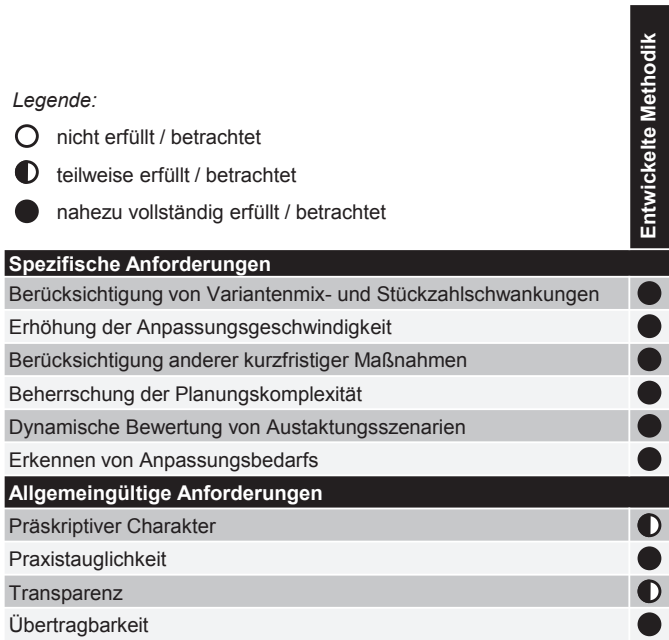 Entwickelte Methodik
Legende:
nicht erfüllt / betrachtet
teilweise erfüllt / betrachtet
nahezu vollständig erfüllt / betrachtet
Spezifische Anforderungen
Berücksichtigung von Variantenmix- und Stückzahlschwankungen
Erhöhung der Anpassungsgeschwindigkeit
Berücksichtigung anderer kurzfristiger Maßnahmen
Beherrschung der Planungskomplexität
Dynamische Bewertung von Austaktungsszenarien
Erkennen von Anpassungsbedarfs
Allgemeingültige Anforderungen
Präskriptiver Charakter
Praxistauglichkeit
Transparenz
Übertragbarkeit